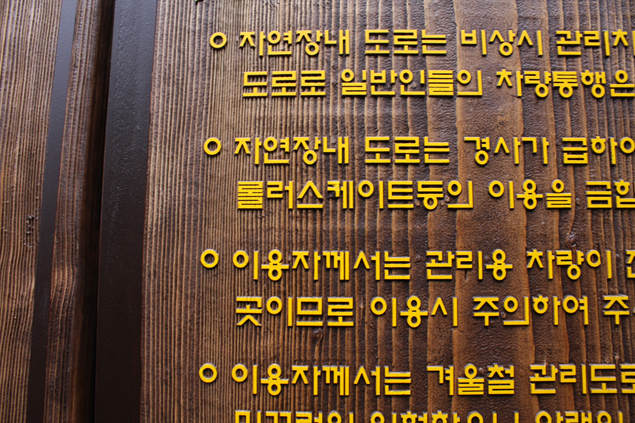 o 자연장내 도로는 비상시 관리차
도로로 일반인들의 차량통행은
o 자연장내 도로는 경사가 급하여
롤러스케이트등의 이용을 금합
o 이용자께서는 관리용 차량이
곳이므로 이용시 주의하여 주
o 이용자께서는 겨울철 관리도로